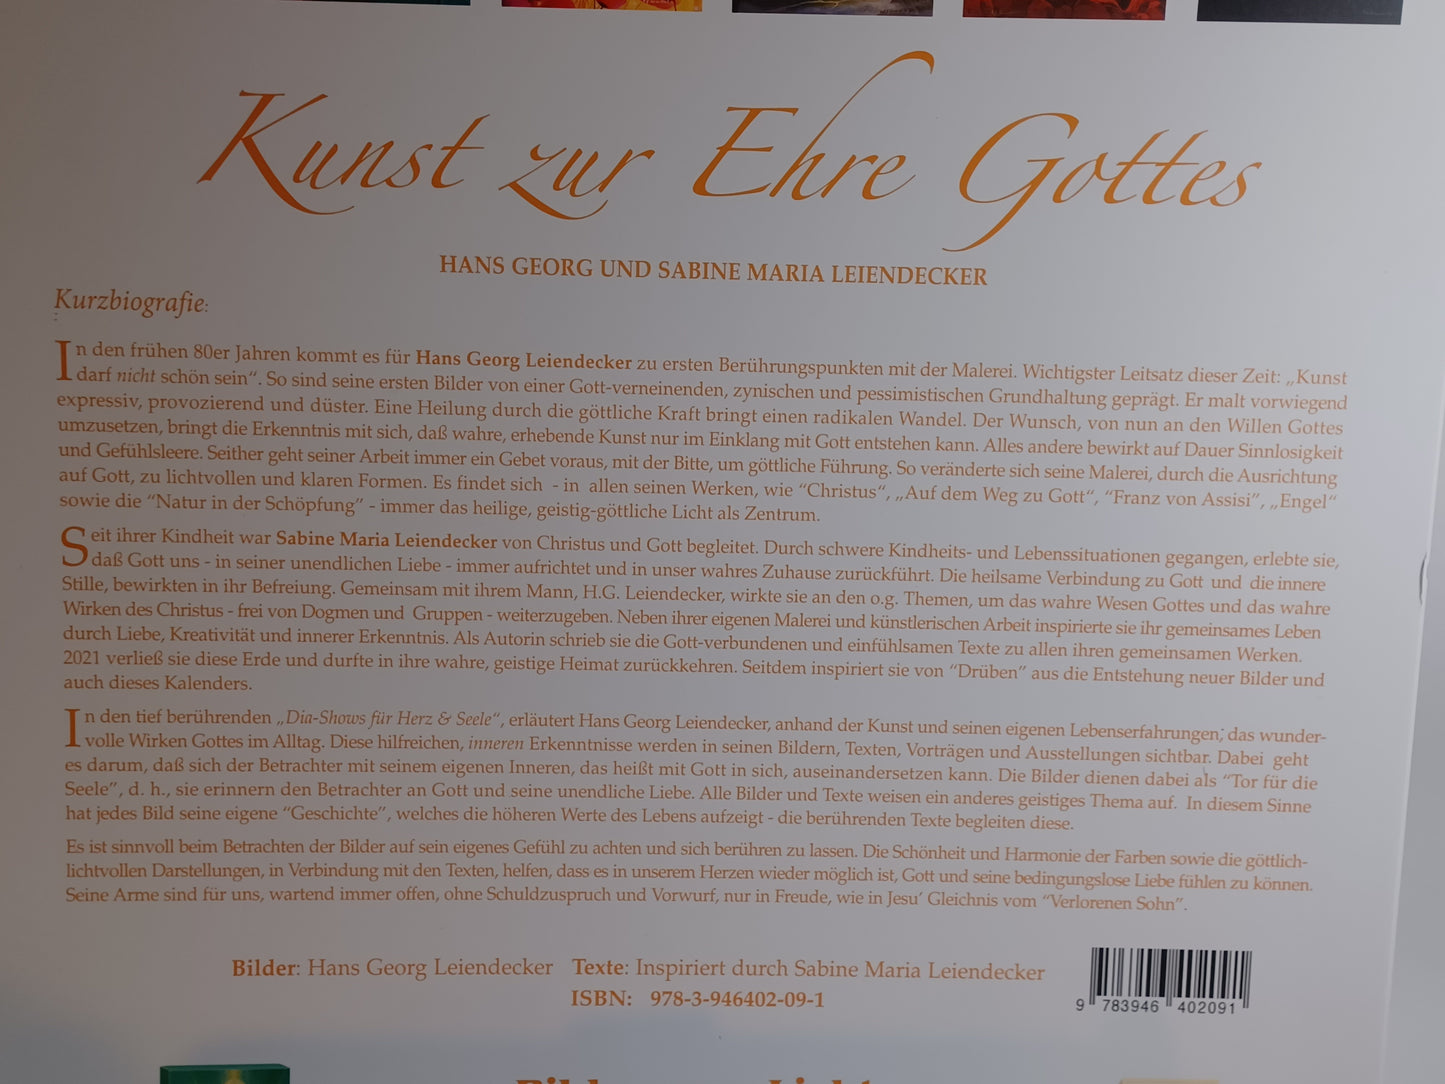 Kunst zur Ehre Gottes
HANS GEORG UND SABINE MARIA LEIENDECKER
Kurzbiografie:
In den frühen 80er Jahren kommt es für Hans Georg Leiendecker zu ersten Berührungspunkten mit der Malerei. Wichtigster Leitsatz dieser Zeit: „Kunst
darf nicht schön sein“. So sind seine ersten Bilder von einer Gott-verneinenden, zynischen und pessimistischen Grundhaltung geprägt. Er malt vorwiegend
expressiv, provozierend und düster. Eine Heilung durch die göttliche Kraft bringt einen radikalen Wandel. Der Wunsch, von nun an den Willen Gottes
umzusetzen, bringt die Erkenntnis mit sich, daß wahre, erhebende Kunst nur im Einklang mit Gott entstehen kann. Alles andere bewirkt auf Dauer Sinnlosigkeit
und Gefühlsleere. Seither geht seiner Arbeit immer ein Gebet voraus, mit der Bitte, um göttliche Führung. So veränderte sich seine Malerei, durch die Ausrichtung
auf Gott, zu lichtvollen und klaren Formen. Es findet sich - in allen seinen Werken, wie “Christus“, „Auf dem Weg zu Gott“, “Franz von Assisi”, „Engel“
sowie die “Natur in der Schöpfung” - immer das heilige, geistig-göttliche Licht als Zentrum.
Seit ihrer Kindheit war Sabine Maria Leiendecker von Christus und Gott begleitet. Durch schwere Kindheits- und Lebenssituationen gegangen, erlebte sie,
daß Gott uns - in seiner unendlichen Liebe - immer aufrichtet und in unser wahres Zuhause zurückführt. Die heilsame Verbindung zu Gott und die innere
Stille, bewirkten in ihr Befreiung. Gemeinsam mit ihrem Mann, H.G. Leiendecker, wirkte sie an den o.g. Themen, um das wahre Wesen Gottes und das wahre
Wirken des Christus - frei von Dogmen und Gruppen - weiterzugeben. Neben ihrer eigenen Malerei und künstlerischen Arbeit inspirierte sie ihr gemeinsames Leben
durch Liebe, Kreativität und innerer Erkenntnis. Als Autorin schrieb sie die Gott-verbundenen und einfühlsamen Texte zu allen ihren gemeinsamen Werken.
2021 verließ sie diese Erde und durfte in ihre wahre, geistige Heimat zurückkehren. Seitdem inspiriert sie von “Drüben” aus die Entstehung neuer Bilder und
auch dieses Kalenders.
In den tief berührenden „Dia-Shows für Herz & Seele“, erläutert Hans Georg Leiendecker, anhand der Kunst und seinen eigenen Lebenserfahrungen; das wunder-
volle Wirken Gottes im Alltag. Diese hilfreichen, inneren Erkenntnisse werden in seinen Bildern, Texten, Vorträgen und Ausstellungen sichtbar. Dabei geht
es darum, daß sich der Betrachter mit seinem eigenen Inneren, das heißt mit Gott in sich, auseinandersetzen kann. Die Bilder dienen dabei als “Tor für die
Seele”, d. h., sie erinnern den Betrachter an Gott und seine unendliche Liebe. Alle Bilder und Texte weisen ein anderes geistiges Thema auf. In diesem Sinne
hat jedes Bild seine eigene “Geschichte”, welches die höheren Werte des Lebens aufzeigt - die berührenden Texte begleiten diese.
Es ist sinnvoll beim Betrachten der Bilder auf sein eigenes Gefühl zu achten und sich berühren zu lassen. Die Schönheit und Harmonie der Farben sowie die göttlich-
lichtvollen Darstellungen, in Verbindung mit den Texten, helfen, dass es in unserem Herzen wieder möglich ist, Gott und seine bedingungslose Liebe fühlen zu können.
Seine Arme sind für uns, wartend immer offen, ohne Schuldzuspruch und Vorwurf, nur in Freude, wie in Jesu’ Gleichnis vom “Verlorenen Sohn”.
Bilder: Hans Georg Leiendecker Texte: Inspiriert durch Sabine Maria Leiendecker
ISBN: 978-3-946402-09-1
9 783946 402091